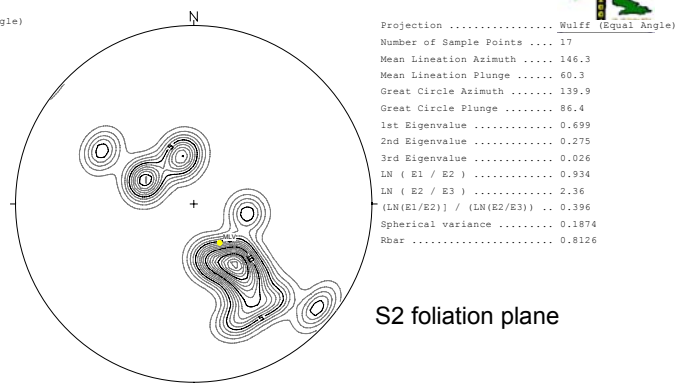 gle)
N
MLV
Projection ................ Wulff (Equal Angle)
Number of Sample Points .... 17
Mean Lineation Azimuth ..... 146.3
Mean Lineation Plunge ...... 60.3
Great Circle Azimuth ....... 139.9
Great Circle Plunge ........ 86.4
1st Eigenvalue ............. 0.699
2nd Eigenvalue ............. 0.275
3rd Eigenvalue ............. 0.026
LN ( E1 / E2 ) ............. 0.934
LN ( E2 / E3 ) ............. 2.36
(LN(E1/E2)] / (LN(E2/E3)) .. 0.396
Spherical variance ......... 0.1874
Rbar ....................... 0.8126
S2 foliation plane